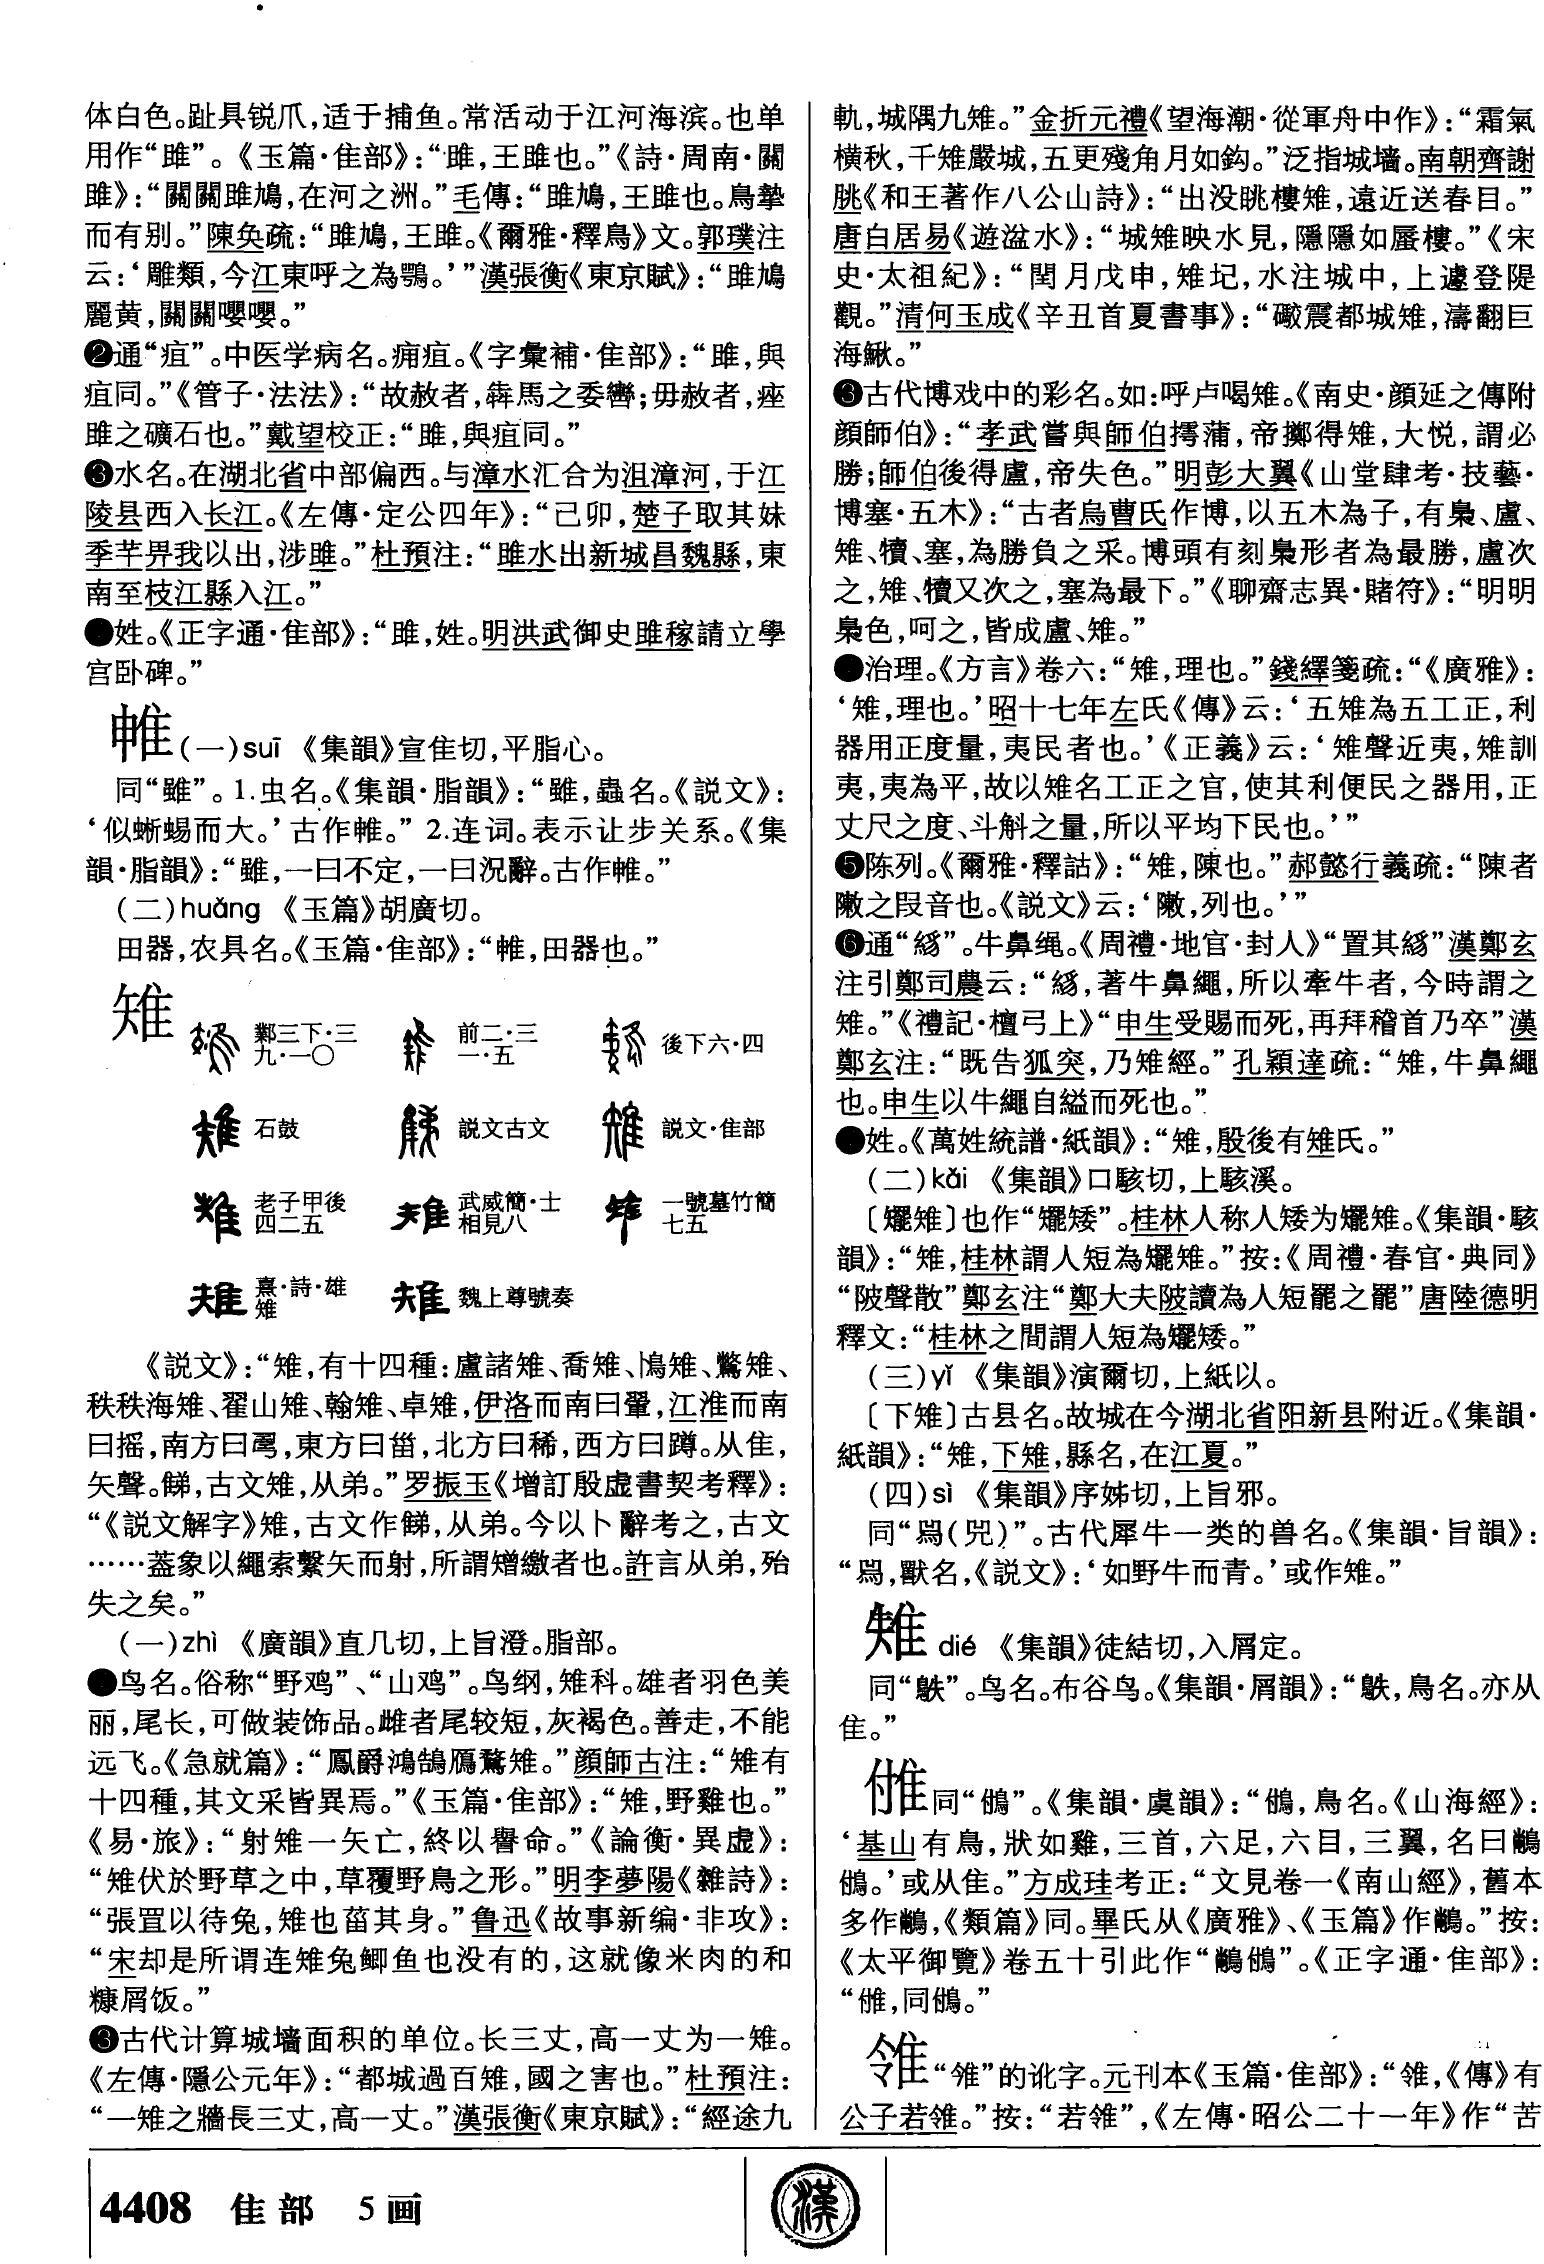 体白色。趾具锐爪，适于捕鱼。常活动于江河海滨。也单
用作“雎”。《玉篇·隹部》：“雎，王雎也。”《詩·周南·關
雎》：“關關雎鳩，在河之洲。”毛傳：“雎鳩，王雎也。鳥摯
而有别。”陳奂疏：“雎鳩，王雎。《爾雅·釋鳥》文。郭璞注
云：‘雕類，今江東呼之為鶚。’”漢張衡《東京賦》：“雎鳩
麗黄，關關嚶嚶。”
❷通“疽”。中医学病名。痈疽。《字彙補·隹部》：“雎，與
疽同。”《管子·法法》：“故赦者，犇馬之委轡；毋赦者，痤
雎之礦石也。”戴望校正：“雎，與疽同。”
❸水名。在湖北省中部偏西。与漳水汇合为沮漳河，于江
陵县西入长江。《左傳·定公四年》：“己卯，楚子取其妹
季芈畀我以出，涉雎。”杜預注：“雎水出新城昌魏縣，東
南至枝江縣入江。”
●姓。《正字通·隹部》：“雎，姓。明洪武御史雎稼請立學
宫卧碑。”
帷(一)suī 《集韻》宣隹切，平脂心。
同“雖”。1.虫名。《集韻·脂韻》：“雖，蟲名。《説文》：
‘似蜥蜴而大。’古作帷。” 2.连词。表示让步关系。《集
韻·脂韻》：“雖，一曰不定，一曰況辭。古作帷。”
(二)huǎng 《玉篇》胡廣切。
田器，农具名。《玉篇·隹部》：“帷，田器也。”
雉
鄴三下·三九·一〇 前二·三一·五 後下六·四
石鼓 説文古文 説文·隹部
老子甲後四二五 武威簡·士相見八 一號墓竹簡七五
熹·詩·雄雉 魏上尊號奏
《説文》：“雉，有十四種：盧諸雉、喬雉、鳪雉、鷩雉、
秩秩海雉、翟山雉、翰雉、卓雉，伊洛而南曰翬，江淮而南
曰摇，南方曰𠷎，東方曰甾，北方曰稀，西方曰蹲。从隹，
矢聲。𩿾，古文雉，从弟。”罗振玉《增訂殷虚書契考釋》：
“《説文解字》雉，古文作𩿾，从弟。今以卜辭考之，古文
……葢象以繩索繫矢而射，所謂矰繳者也。許言从弟，殆
失之矣。”
(一)zhì 《廣韻》直几切，上旨澄。脂部。
●鸟名。俗称“野鸡”、“山鸡”。鸟纲，雉科。雄者羽色美
丽，尾长，可做装饰品。雌者尾较短，灰褐色。善走，不能
远飞。《急就篇》：“鳳爵鴻鵠鴈鶩雉。”顔師古注：“雉有
十四種，其文采皆異焉。”《玉篇·隹部》：“雉，野雞也。”
《易·旅》：“射雉一矢亡，終以譽命。”《論衡·異虚》：
“雉伏於野草之中，草覆野鳥之形。”明李夢陽《雜詩》：
“張罝以待兔，雉也菑其身。”鲁迅《故事新编·非攻》：
“宋却是所谓连雉兔鲫鱼也没有的，这就像米肉的和
糠屑饭。”
❸古代计算城墙面积的单位。长三丈，高一丈为一雉。
《左傳·隱公元年》：“都城過百雉，國之害也。”杜預注：
“一雉之牆長三丈，高一丈。”漢張衡《東京賦》：“經途九
軌，城隅九雉。”金折元禮《望海潮·從軍舟中作》：“霜氣
横秋，千雉嚴城，五更殘角月如鈎。”泛指城墙。南朝齊謝
朓《和王著作八公山詩》：“出没眺樓雉，遠近送春目。”
唐白居易《遊湓水》：“城雉映水見，隱隱如蜃樓。”《宋
史·太祖紀》：“閏月戊申，雉圮，水注城中，上遽登隄
觀。”清何玉成《辛丑首夏書事》：“礮震都城雉，濤翻巨
海鰍。”
❸古代博戏中的彩名。如：呼卢喝雉。《南史·顔延之傳附
顔師伯》：“孝武嘗與師伯摴蒲，帝擲得雉，大悦，謂必
勝；師伯後得盧，帝失色。”明彭大翼《山堂肆考·技藝·
博塞·五木》：“古者烏曹氏作博，以五木為子，有梟、盧、
雉、犢、塞，為勝負之采。博頭有刻梟形者為最勝，盧次
之，雉、犢又次之，塞為最下。”《聊齋志異·賭符》：“明明
梟色，呵之，皆成盧、雉。”
●治理。《方言》卷六：“雉，理也。”錢繹箋疏：“《廣雅》：
‘雉，理也。’昭十七年左氏《傳》云：‘五雉為五工正，利
器用正度量，夷民者也。’《正義》云：‘雉聲近夷，雉訓
夷，夷為平，故以雉名工正之官，使其利便民之器用，正
丈尺之度、斗斛之量，所以平均下民也。’”
❺陈列。《爾雅·釋詁》：“雉，陳也。”郝懿行義疏：“陳者
敶之叚音也。《説文》云：‘敶，列也。’”
❻通“絼”。牛鼻绳。《周禮·地官·封人》“置其絼”漢鄭玄
注引鄭司農云：“絼，著牛鼻繩，所以牽牛者，今時謂之
雉。”《禮記·檀弓上》“申生受賜而死，再拜稽首乃卒”漢
鄭玄注：“既告狐突，乃雉經。”孔穎達疏：“雉，牛鼻繩
也。申生以牛繩自縊而死也。”
●姓。《萬姓統譜·紙韻》：“雉，殷後有雉氏。”
(二)kǎi 《集韻》口駭切，上駭溪。
〔㿑雉〕也作“㿑矮”。桂林人称人矮为㿑雉。《集韻·駭
韻》：“雉，桂林謂人短為㿑雉。”按：《周禮·春官·典同》
“陂聲散”鄭玄注“鄭大夫陂讀為人短罷之罷”唐陸德明
釋文：“桂林之間謂人短為㿑矮。”
(三)yǐ 《集韻》演爾切，上紙以。
〔下雉〕古县名。故城在今湖北省阳新县附近。《集韻·
紙韻》：“雉，下雉，縣名，在江夏。”
(四)sì 《集韻》序姊切，上旨邪。
同“𤉡(兕)”。古代犀牛一类的兽名。《集韻·旨韻》：
“𤉡，獸名，《説文》：‘如野牛而青。’或作雉。”
䧤 dié 《集韻》徒結切，入屑定。
同“鴃”。鸟名。布谷鸟。《集韻·屑韻》：“鴃，鳥名。亦从
隹。”
同“𩿧”。《集韻·虞韻》：“𩿧，鳥名。《山海經》：
‘基山有鳥，狀如雞，三首，六足，六目，三翼，名曰
𩿧。’或从隹。”方成珪考正：“文見卷一《南山經》，舊本
多作，《類篇》同。畢氏从《廣雅》、《玉篇》作。”按：
《太平御覽》卷五十引此作“𩿧”。《正字通·隹部》：
“，同𩿧。”
雂“雂”的讹字。元刊本《玉篇·隹部》：“，《傳》有
公子若。”按：“若”，《左傳·昭公二十一年》作“苦
4408 隹部 5画
漢